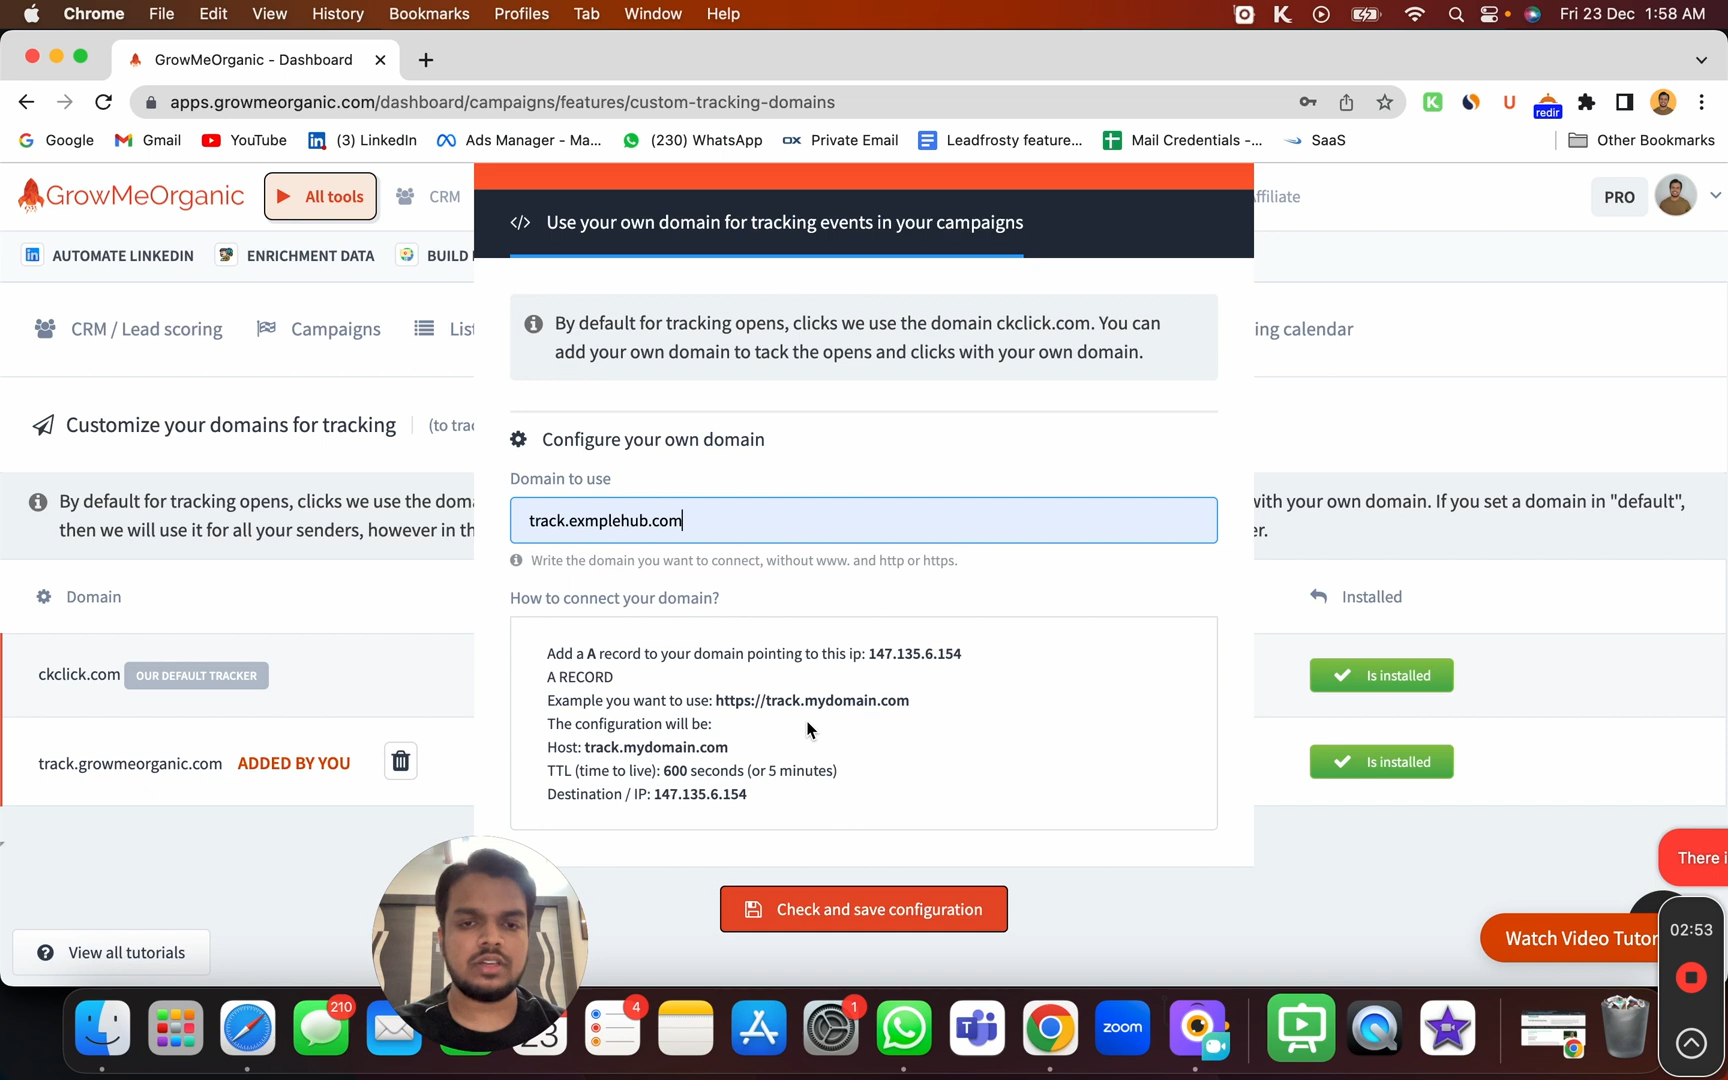 Chrome File Edit View History Bookmarks Profiles Tab Window Help Fri 23 Dec 1:58 AM
GrowMeOrganic - Dashboard
apps.growmeorganic.com/dashboard/campaigns/features/custom-tracking-domains
redir
Google Gmail YouTube (3) LinkedIn Ads Manager - Ma... (230) WhatsApp Private Email Leadfrosty feature... Mail Credentials -... SaaS Other Bookmarks
GrowMeOrganic All tools CRM ffiliate PRO
</> Use your own domain for tracking events in your campaigns
AUTOMATE LINKEDIN ENRICHMENT DATA BUILD
By default for tracking opens, clicks we use the domain ckclick.com. You can
add your own domain to tack the opens and clicks with your own domain.
CRM / Lead scoring Campaigns List ing calendar
Customize your domains for tracking (to trac
Configure your own domain
Domain to use
By default for tracking opens, clicks we use the doma with your own domain. If you set a domain in "default",
track.exmplehub.com
then we will use it for all your senders, however in th er.
Write the domain you want to connect, without www. and http or https.
Domain Installed
How to connect your domain?
Add a A record to your domain pointing to this ip: 147.135.6.154
A RECORD
Example you want to use: https://track.mydomain.com
The configuration will be:
Host: track.mydomain.com
TTL (time to live): 600 seconds (or 5 minutes)
Destination / IP: 147.135.6.154
ckclick.com OUR DEFAULT TRACKER Is installed
track.growmeorganic.com ADDED BY YOU Is installed
There i
Check and save configuration
View all tutorials
Watch Video Tutor
02:53
210
4
1
23
zoom